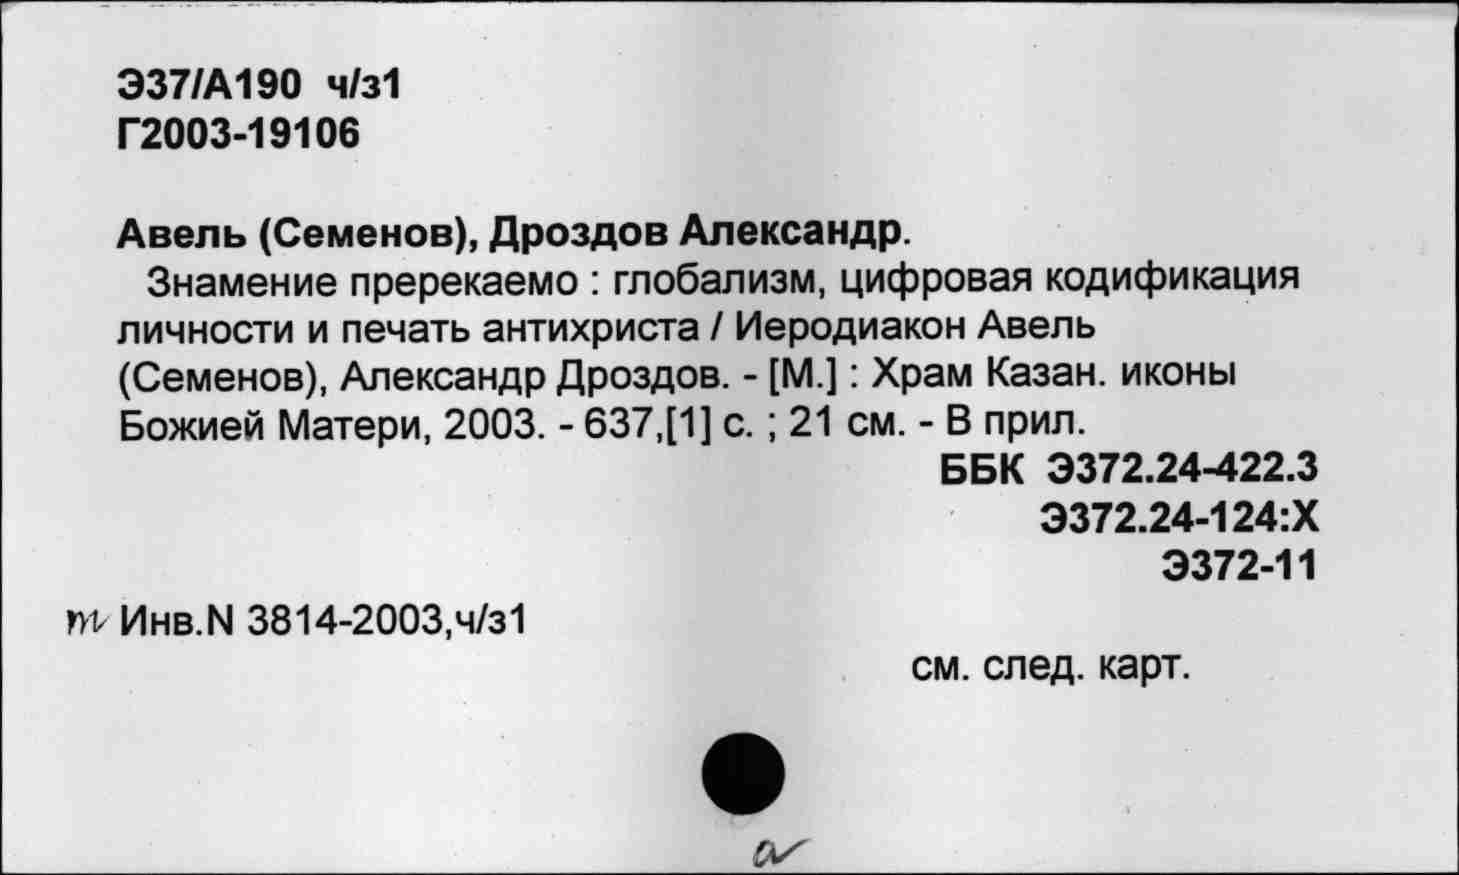 Э37/А190 ч/з1
Г2003-19106
Авель (Семенов), Дроздов Александр.
Знамение пререкаемо : глобализм, цифровая кодификация
личности и печать антихриста / Иеродиакон Авель
(Семенов), Александр Дроздов. - [М.] : Храм Казан. иконы
Божией Матери, 2003. - 637,[1] с. ; 21 см. - В прил.
ББК Э372.24-422.3
Э372.24-124:Х
Э372-11
Инв.N 3814-2003,ч/з1
см. след. карт.